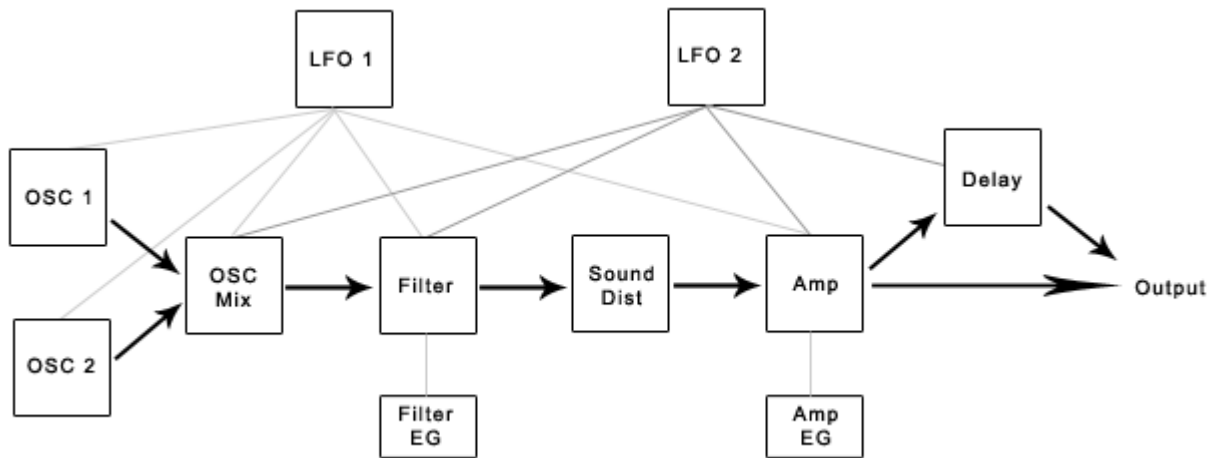 LFO 1
LFO 2
OSC 1
Delay
OSC
Mix
Filter
Sound
Dist
Amp
Output
OSC 2
Filter
EG
Amp
EG